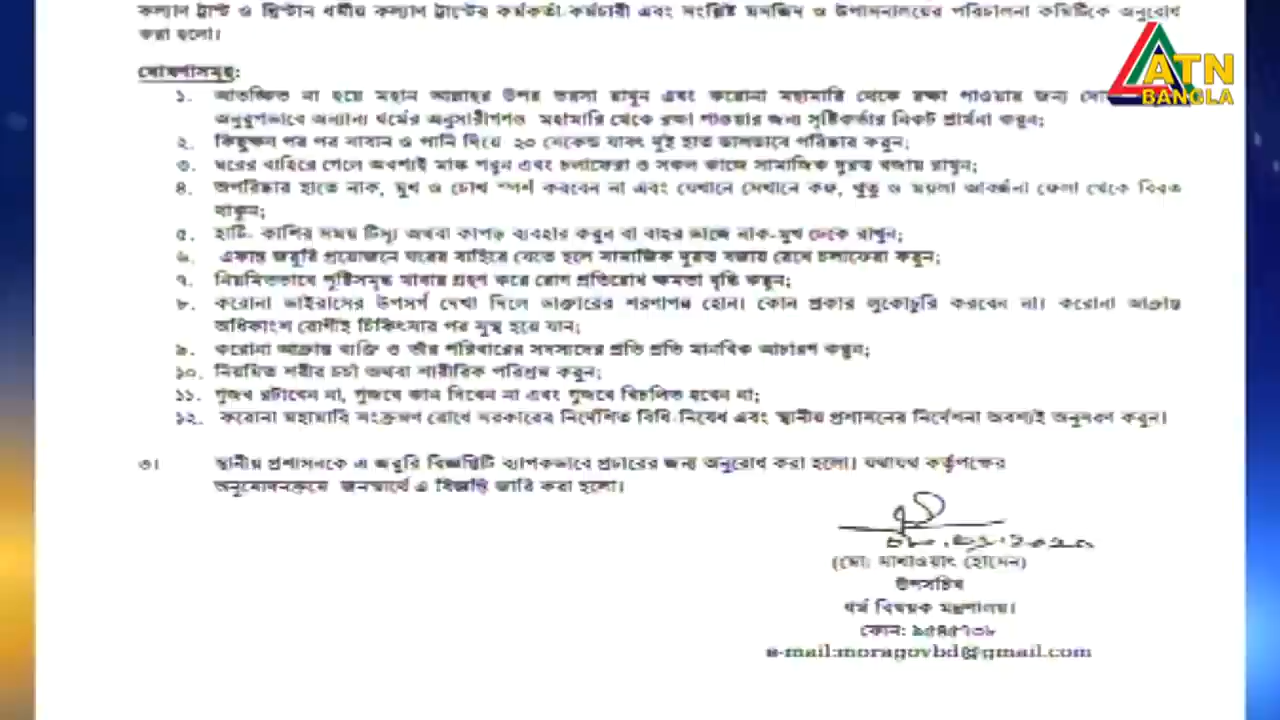 কল্যাণ ট্রাস্ট ও খ্রিস্টান ধর্মীয় কল্যাণ ট্রাস্টের কর্মকর্তা-কর্মচারী এবং সংশ্লিষ্ট মসজিদ ও উপাসনালয়ের পরিচালনা কমিটিকে অনুরোধ
করা হলো।
ঘোষণাসমূহ:
১. আতঙ্কিত না হয়ে মহান আল্লাহর উপর ভরসা রাখুন এবং করোনা মহামারি থেকে রক্ষা পাওয়ার জন্য
অনুরূপভাবে অন্যান্য ধর্মের অনুসারীগণও মহামারি থেকে রক্ষা পাওয়ার জন্য সৃষ্টিকর্তার নিকট প্রার্থনা করুন;
২. কিছুক্ষণ পর পর সাবান ও পানি দিয়ে ২০ সেকেন্ড যাবৎ দুই হাত ভালভাবে পরিষ্কার করুন;
৩. ঘরের বাহিরে গেলে অবশ্যই মাস্ক পরুন এবং চলাফেরা ও সকল কাজে সামাজিক দূরত্ব বজায় রাখুন;
৪. অপরিষ্কার হাতে নাক, মুখ ও চোখ স্পর্শ করবেন না এবং যেখানে সেখানে কফ, থুথু ও ময়লা আবর্জনা ফেলা থেকে বিরত
থাকুন;
৫. হাঁচি- কাশির সময় টিস্যু অথবা কাপড় ব্যবহার করুন বা বাহুর ভাজে নাক-মুখ ঢেকে রাখুন;
৬. একান্ত জরুরি প্রয়োজনে ঘরের বাহিরে যেতে হলে সামাজিক দূরত্ব বজায় রেখে চলাফেরা করুন;
৭. নিয়মিতভাবে পুষ্টিসমৃদ্ধ খাবার গ্রহণ করে রোগ প্রতিরোধ ক্ষমতা বৃদ্ধি করুন;
৮. করোনা ভাইরাসের উপসর্গ দেখা দিলে ডাক্তারের শরণাপন্ন হোন। কোন প্রকার লুকোচুরি করবেন না। করোনা আক্রান্ত
অধিকাংশ রোগীই চিকিৎসার পর সুস্থ হয়ে যান;
৯. করোনা আক্রান্ত ব্যক্তি ও তাঁর পরিবারের সদস্যদের প্রতি প্রতি মানবিক আচারণ করুন;
১০. নিয়মিত শরীর চর্চা অথবা শারীরিক পরিশ্রম করুন;
১১. গুজব রটাবেন না, গুজবে কান দিবেন না এবং গুজবে বিচলিত হবেন না;
১২. করোনা মহামারি সংক্রমণ রোধে সরকারের নির্দেশিত বিধি-নিষেধ এবং স্থানীয় প্রশাসনের নির্দেশনা অবশ্যই অনুসরণ করুন।
৩। স্থানীয় প্রশাসনকে এ জরুরি বিজ্ঞপ্তিটি ব্যাপকভাবে প্রচারের জন্য অনুরোধ করা হলো। যথাযথ কর্তৃপক্ষের
অনুমোদনক্রমে জনস্বার্থে এ বিজ্ঞপ্তি জারি করা হলো।
(মো: সাখাওয়াৎ হোসেন)
উপসচিব
ধর্ম বিষয়ক মন্ত্রণালয়।
ফোন:
e-mail:moragovbd@gmail.com
ATN
BANGLA